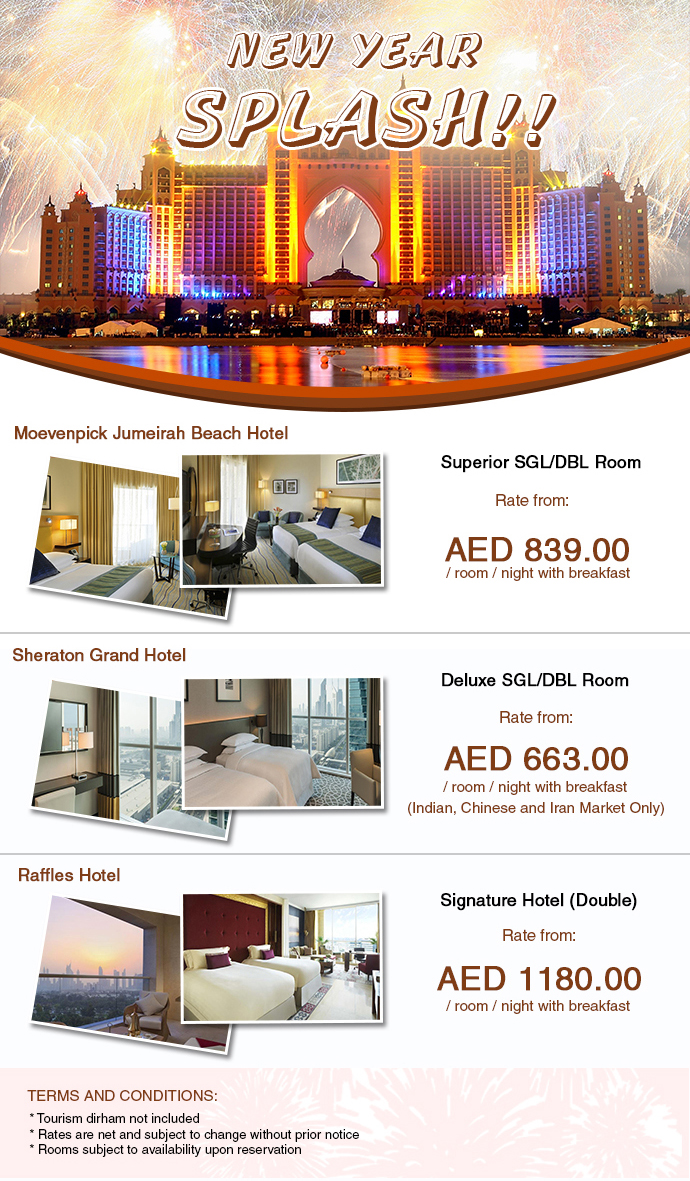 NEW YEAR
SPLASH!!
Moevenpick Jumeirah Beach Hotel
Superior SGL/DBL Room
Rate from:
AED 839.00
/ room / night with breakfast
Sheraton Grand Hotel
Deluxe SGL/DBL Room
Rate from:
AED 663.00
/ room / night with breakfast
(Indian, Chinese and Iran Market Only)
Raffles Hotel
Signature Hotel (Double)
Rate from:
AED 1180.00
/ room / night with breakfast
TERMS AND CONDITIONS:
* Tourism dirham not included
* Rates are net and subject to change without prior notice
* Rooms subject to availability upon reservation